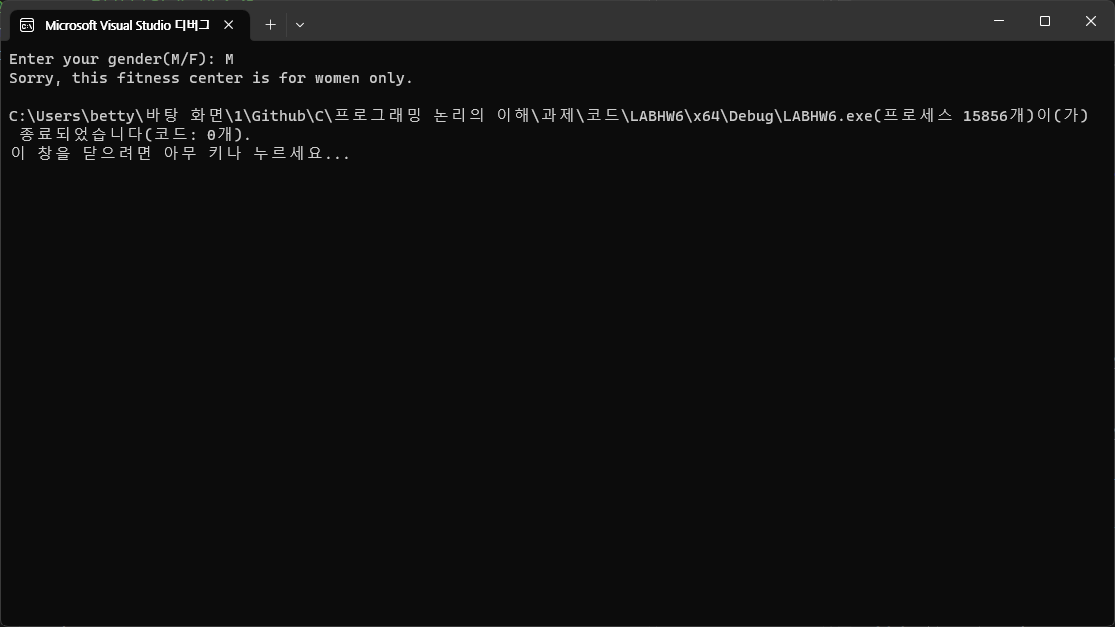 Microsoft Visual Studio 디버그
Enter your gender(M/F): M
Sorry, this fitness center is for women only.
C:\Users\betty\바탕 화면\1\Github\C\프로그래밍 논리의 이해\과제\코드\LABHW6\x64\Debug\LABHW6.exe(프로세스 15856개)이(가)
종료되었습니다(코드: 0개).
이 창을 닫으려면 아무 키나 누르세요...